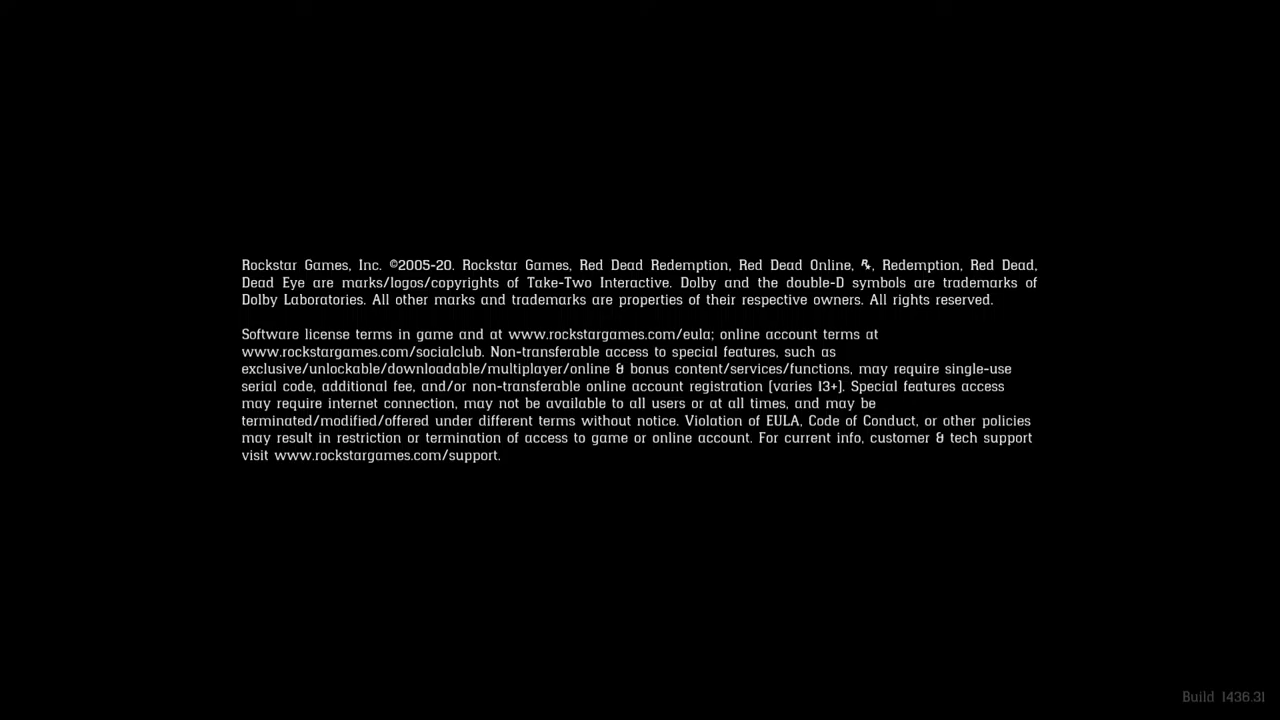 Rockstar Games, Inc. ©2005-20. Rockstar Games, Red Dead Redemption, Red Dead Online, R*, Redemption, Red Dead,
Dead Eye are marks/logos/copyrights of Take-Two Interactive. Dolby and the double-D symbols are trademarks of
Dolby Laboratories. All other marks and trademarks are properties of their respective owners. All rights reserved.
Software license terms in game and at www.rockstargames.com/eula; online account terms at
www.rockstargames.com/socialclub. Non-transferable access to special features, such as
exclusive/unlockable/downloadable/multiplayer/online & bonus content/services/functions, may require single-use
serial code, additional fee, and/or non-transferable online account registration (varies 13+). Special features access
may require internet connection, may not be available to all users or at all times, and may be
terminated/modified/offered under different terms without notice. Violation of EULA, Code of Conduct, or other policies
may result in restriction or termination of access to game or online account. For current info, customer & tech support
visit www.rockstargames.com/support.
Build 1436.31